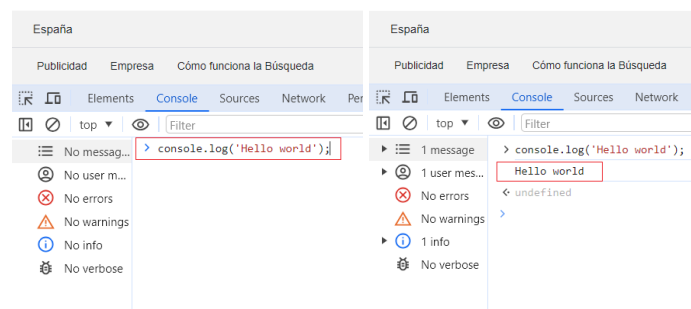 España
Publicidad Empresa Cómo funciona la Búsqueda
Elements Console Sources Network Per
top ▼ Filter
No messag...
> console.log('Hello world');
No user m...
No errors
No warnings
No info
No verbose
España
Publicidad Empresa Cómo funciona la Búsqueda
Elements Console Sources Network
top ▼ Filter
1 message
> console.log('Hello world');
1 user mes...
Hello world
No errors
undefined
No warnings
>
1 info
No verbose